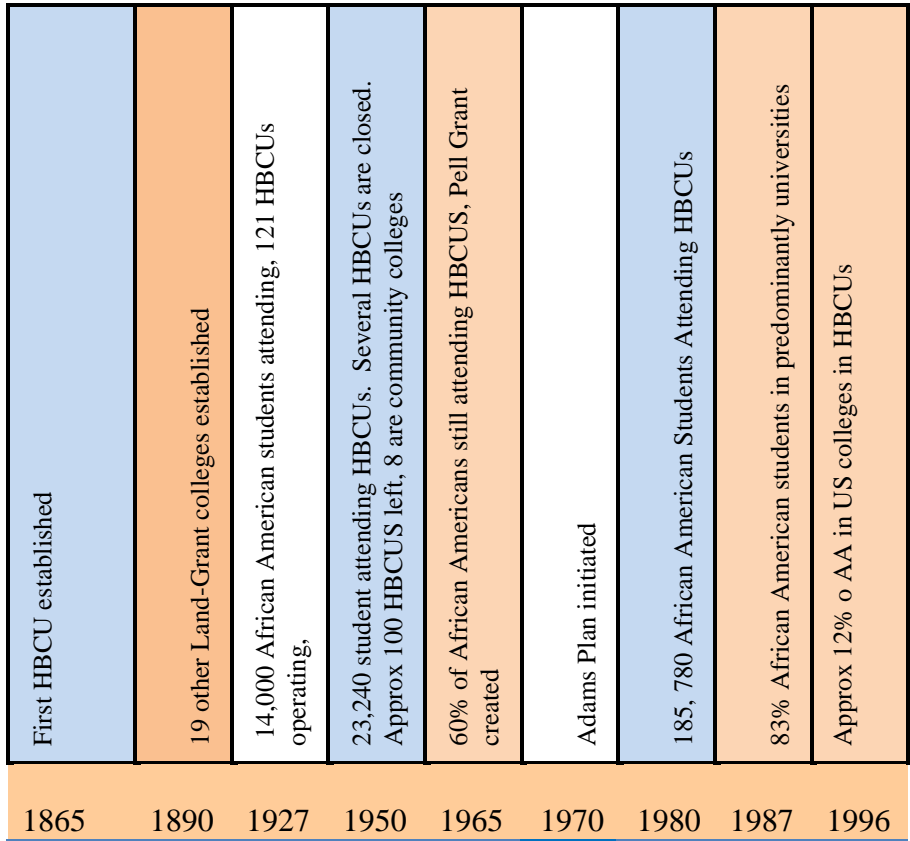 First HBCU established
19 other Land-Grant colleges established
14,000 African American students attending, 121 HBCUs
operating,
23,240 student attending HBCUs.  Several HBCUs are closed.
Approx 100 HBCUS left, 8 are community colleges
60% of African Americans still attending HBCUS, Pell Grant
created
Adams Plan initiated
185, 780 African American Students Attending HBCUs
83% African American students in predominantly universities
Approx 12% o AA in US colleges in HBCUs
1865 1890 1927 1950 1965 1970 1980 1987 1996